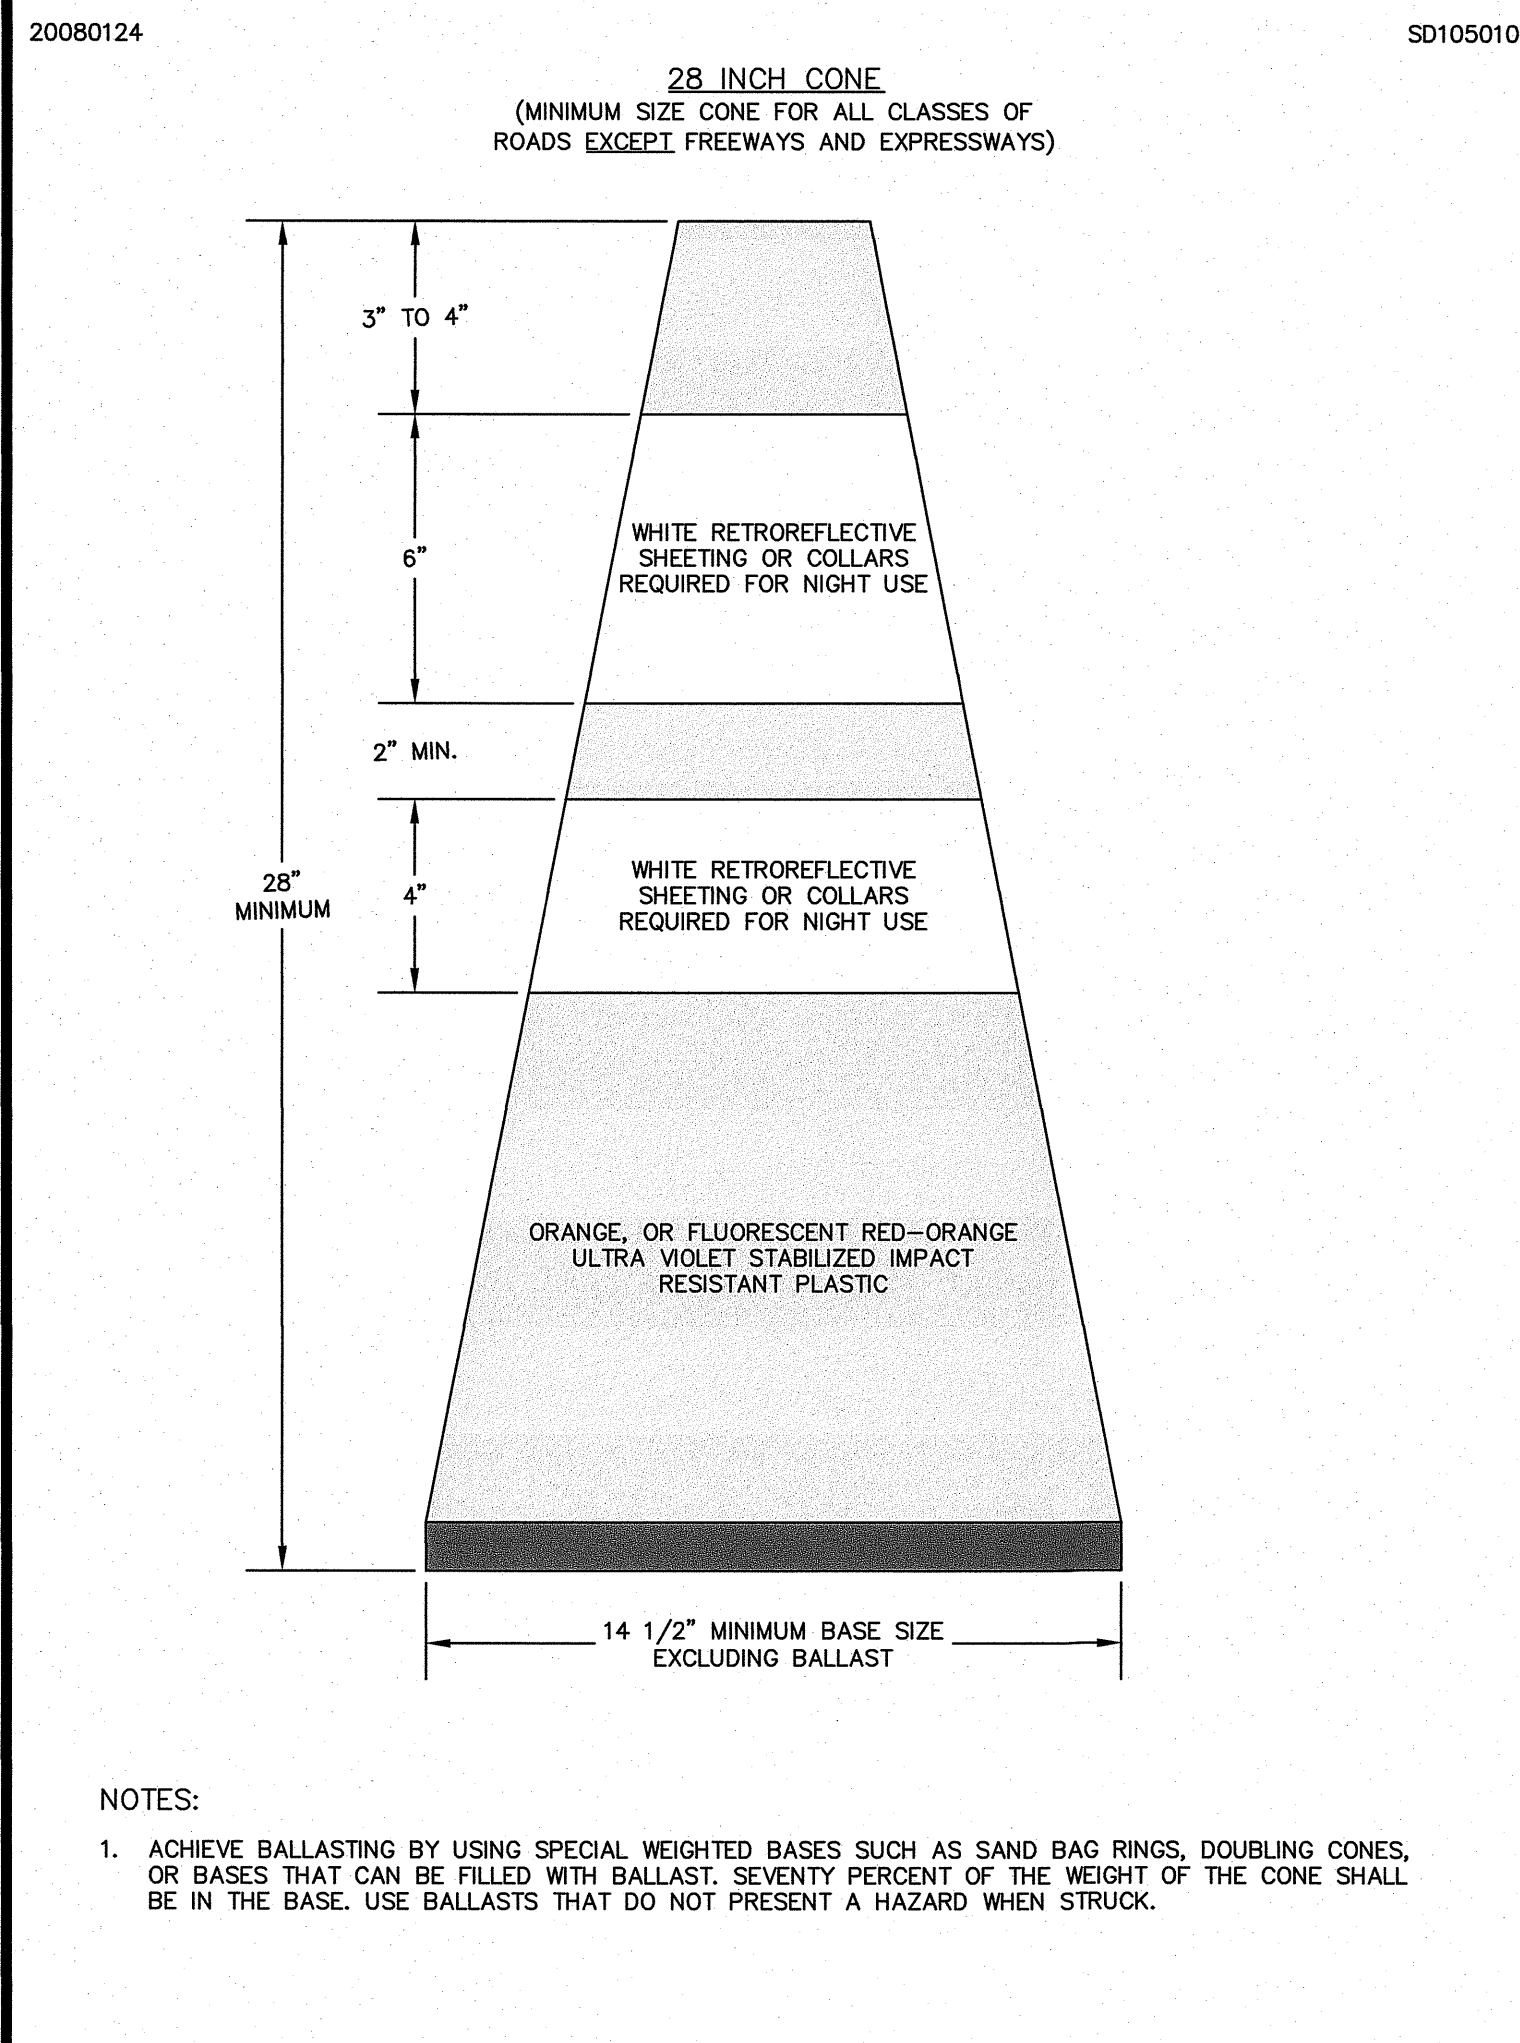 20080124
SD105010
28 INCH CONE
(MINIMUM SIZE CONE FOR ALL CLASSES OF
ROADS EXCEPT FREEWAYS AND EXPRESSWAYS)
3" TO 4"
6"
WHITE RETROREFLECTIVE
SHEETING OR COLLARS
REQUIRED FOR NIGHT USE
2" MIN.
28"
MINIMUM
4"
WHITE RETROREFLECTIVE
SHEETING OR COLLARS
REQUIRED FOR NIGHT USE
ORANGE, OR FLUORESCENT RED-ORANGE
ULTRA VIOLET STABILIZED IMPACT
RESISTANT PLASTIC
14 1/2" MINIMUM BASE SIZE
EXCLUDING BALLAST
NOTES:
1. ACHIEVE BALLASTING BY USING SPECIAL WEIGHTED BASES SUCH AS SAND BAG RINGS, DOUBLING CONES,
OR BASES THAT CAN BE FILLED WITH BALLAST. SEVENTY PERCENT OF THE WEIGHT OF THE CONE SHALL
BE IN THE BASE. USE BALLASTS THAT DO NOT PRESENT A HAZARD WHEN STRUCK.